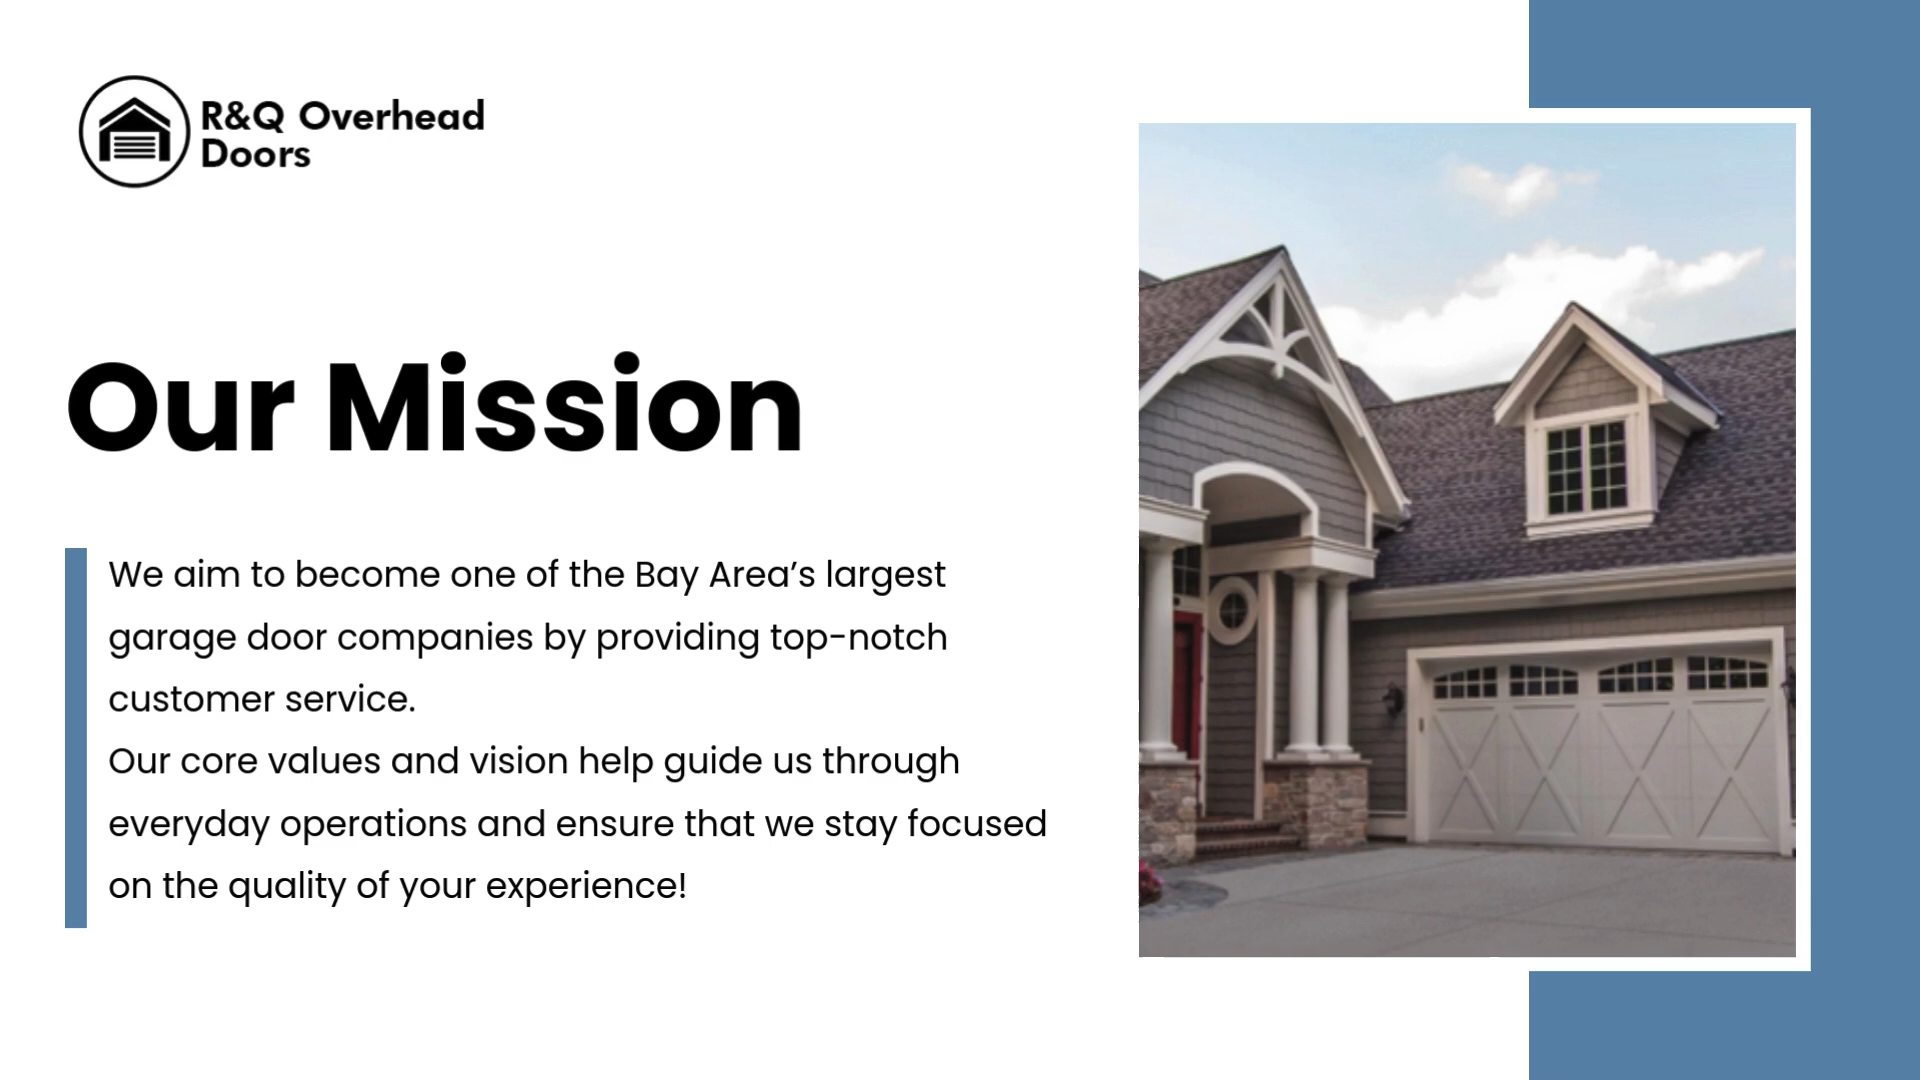 R&Q Overhead
Doors
Our Mission
We aim to become one of the Bay Area’s largest
garage door companies by providing top-notch
customer service.
Our core values and vision help guide us through
everyday operations and ensure that we stay focused
on the quality of your experience!